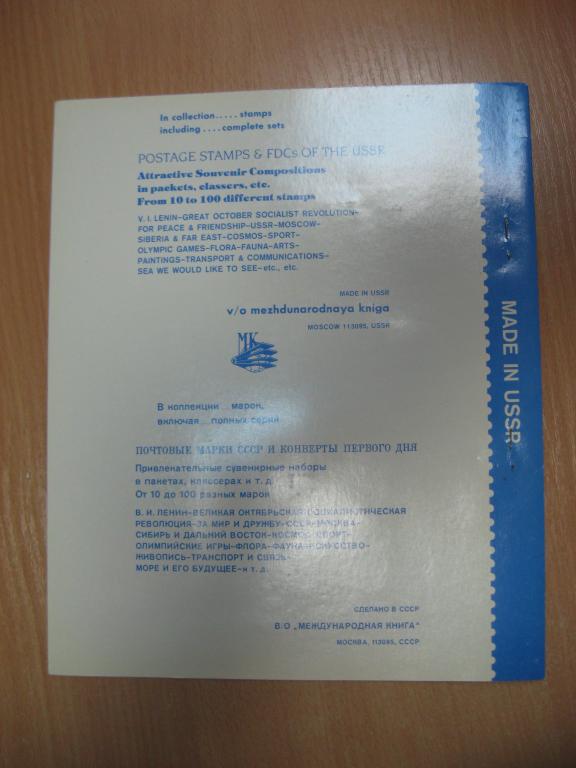 In collection..... stamps
including .... complete sets
POSTAGE STAMPS & FDCs OF THE USSR
Attractive Souvenir Compositions
in packets, classers, etc.
From 10 to 100 different stamps
V. I. LENIN–GREAT OCTOBER SOCIALIST REVOLUTION–
FOR PEACE & FRIENDSHIP–USSR–MOSCOW–
SIBERIA & FAR EAST–COSMOS–SPORT–
OLYMPIC GAMES–FLORA–FAUNA–ARTS–
PAINTINGS–TRANSPORT & COMMUNICATIONS–
SEA WE WOULD LIKE TO SEE–etc., etc.
MADE IN USSR
v/o mezhdunarodnaya kniga
MOSCOW 113095, USSR
МК
В коллекции ... марок,
включая ... полных серий
ПОЧТОВЫЕ МАРКИ СССР И КОНВЕРТЫ ПЕРВОГО ДНЯ
Привлекательные сувенирные наборы
в пакетах, клясserах и т. д.
От 10 до 100 разных марок
В. И. ЛЕНИН–ВЕЛИКАЯ ОКТЯБРЬСКАЯ СОЦИАЛИСТИЧЕСКАЯ
РЕВОЛЮЦИЯ–ЗА МИР И ДРУЖБУ–СССР–МОСКВА–
СИБИРЬ И ДАЛЬНИЙ ВОСТОК–КОСМОС–СПОРТ–
ОЛИМПИЙСКИЕ ИГРЫ–ФЛОРА–ФАУНА–ИСКУССТВО–
ЖИВОПИСЬ–ТРАНСПОРТ И СВЯЗЬ–
МОРЕ И ЕГО БУДУЩЕЕ–и т. д.
СДЕЛАНО В СССР
В/О „МЕЖДУНАРОДНАЯ КНИГА"
МОСКВА, 113095, СССР
MADE IN USSR